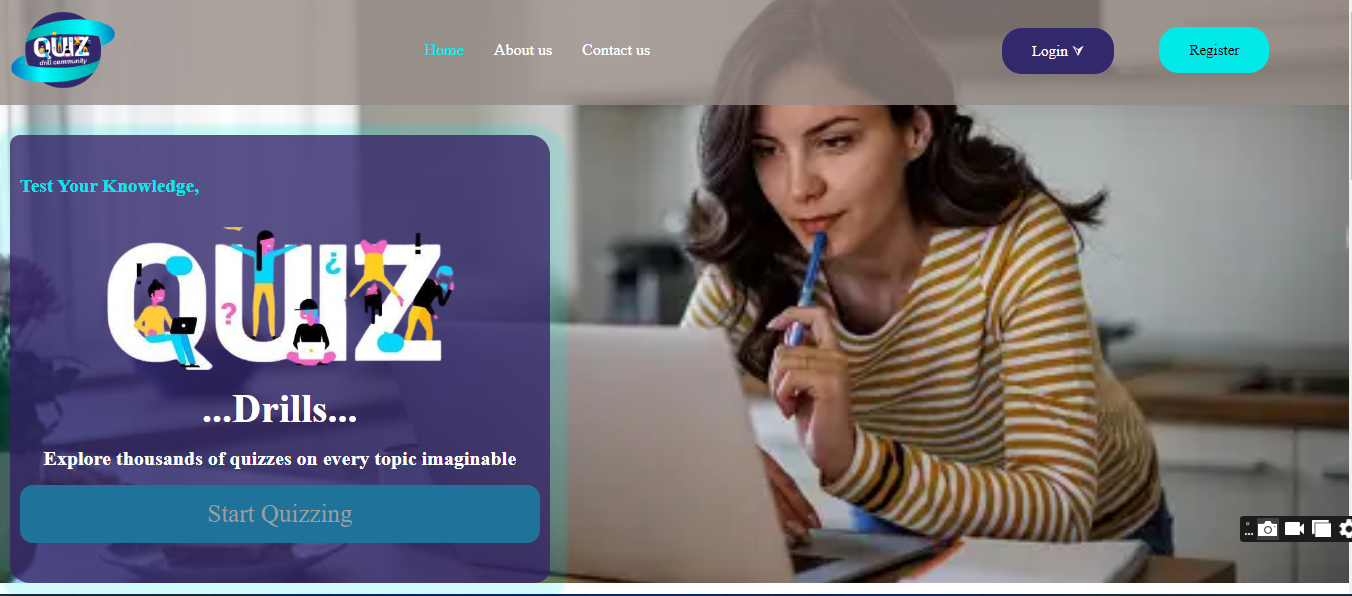 QUIZ
drill community
Home
About us
Contact us
Login
Register
Test Your Knowledge,
QUIZ
...Drills...
Explore thousands of quizzes on every topic imaginable
Start Quizzing